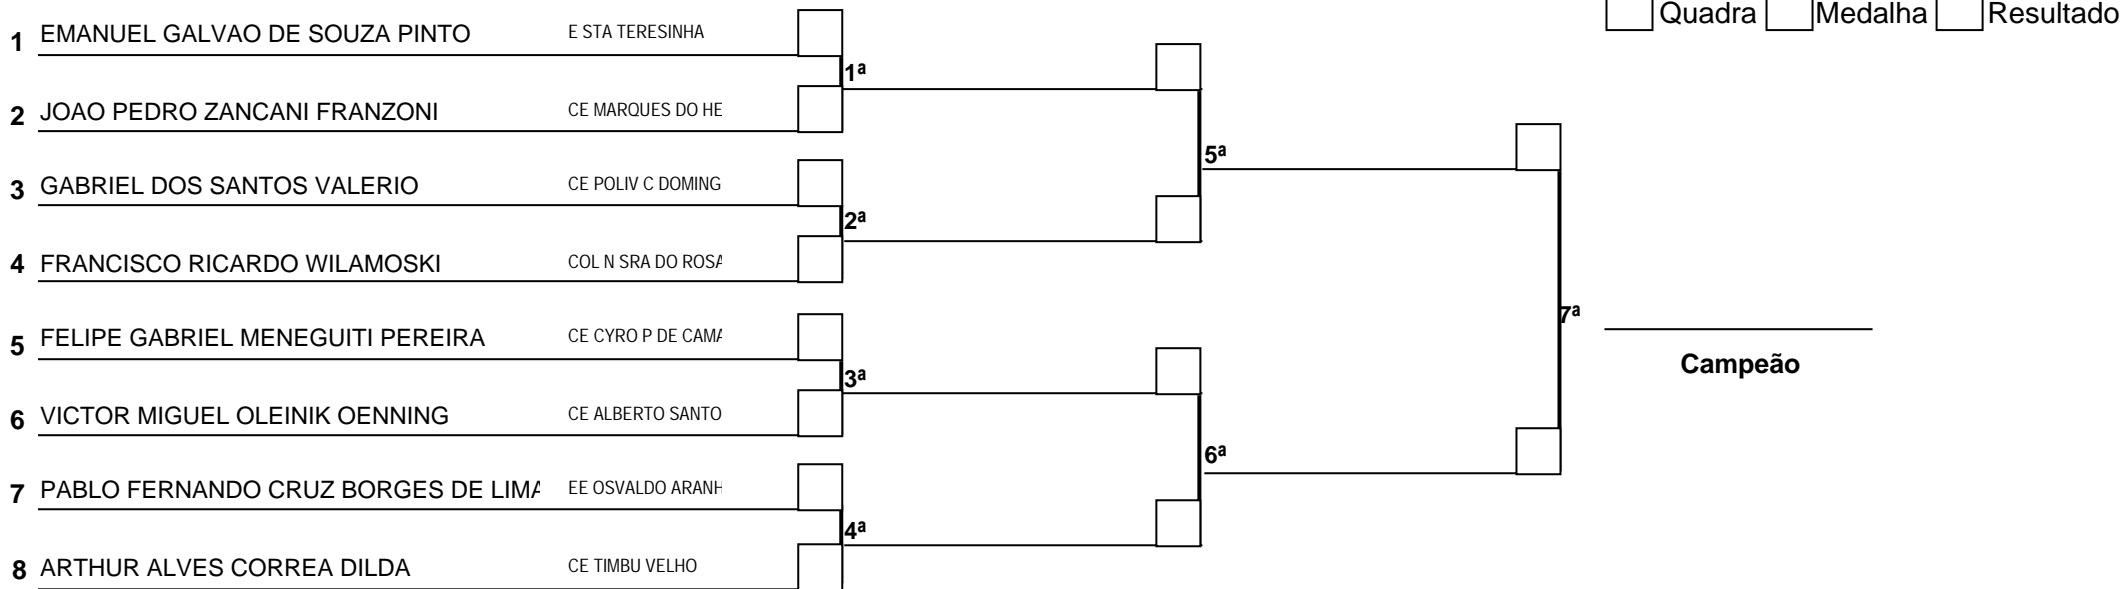 Quadra Medalha Resultado
1 EMANUEL GALVAO DE SOUZA PINTO E STA TERESINHA
1ª
2 JOAO PEDRO ZANCANI FRANZONI CE MARQUES DO HE
5ª
3 GABRIEL DOS SANTOS VALERIO CE POLIV C DOMING
2ª
4 FRANCISCO RICARDO WILAMOSKI COL N SRA DO ROSA
7ª
5 FELIPE GABRIEL MENEGUITI PEREIRA CE CYRO P DE CAMA
Campeão
3ª
6 VICTOR MIGUEL OLEINIK OENNING CE ALBERTO SANTO
6ª
7 PABLO FERNANDO CRUZ BORGES DE LIMA EE OSVALDO ARANH
4ª
8 ARTHUR ALVES CORREA DILDA CE TIMBU VELHO